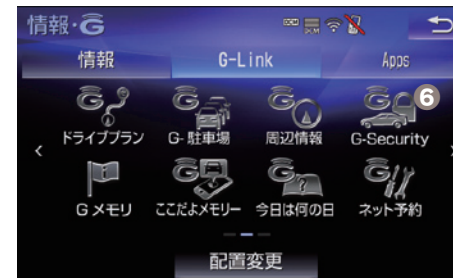 情報・G
DCM
情報 G-Link Apps
6
ドライブプラン G-駐車場 周辺情報 G-Security
Gメモリ ここだよメモリー 今日は何の日 ネット予約
配置変更